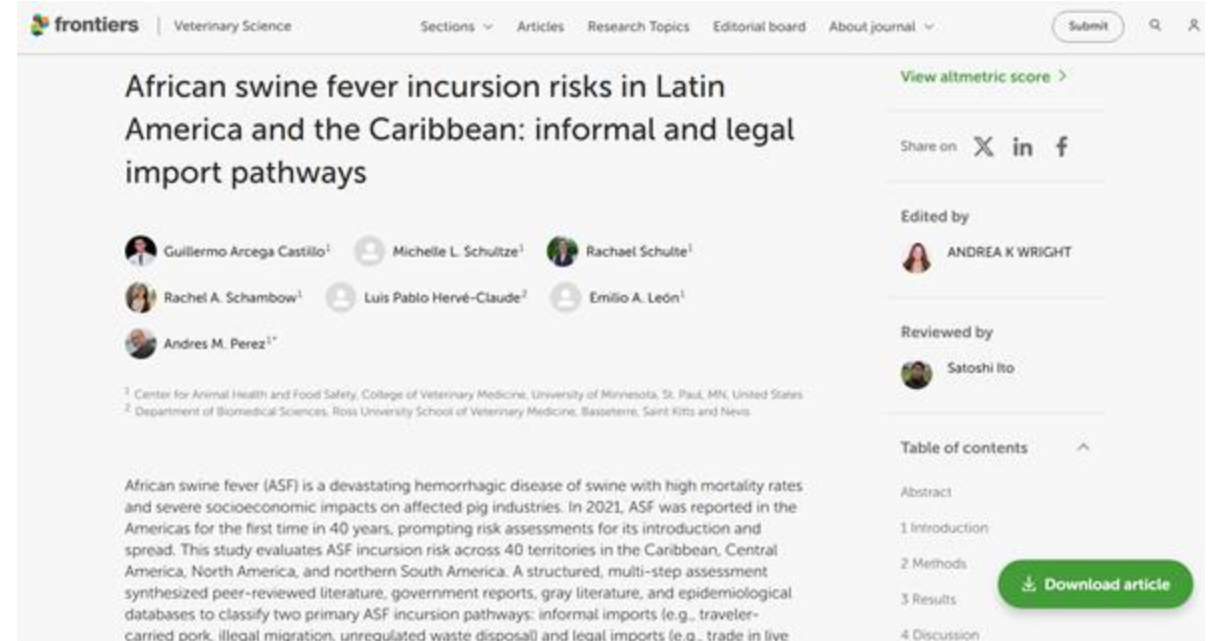 frontiers | Veterinary Science Sections Articles Research Topics Editorial board About journal Submit
African swine fever incursion risks in Latin
America and the Caribbean: informal and legal
import pathways
Guillermo Arcega Castillo1 Michelle L. Schultze1 Rachael Schulte1
Rachel A. Schambow1 Luis Pablo Hervé-Claude2 Emilio A. León1
Andres M. Perez1*
1 Center for Animal Health and Food Safety, College of Veterinary Medicine, University of Minnesota, St. Paul, MN, United States
2 Department of Biomedical Sciences, Ross University School of Veterinary Medicine, Basseterre, Saint Kitts and Nevis
African swine fever (ASF) is a devastating hemorrhagic disease of swine with high mortality rates
and severe socioeconomic impacts on affected pig industries. In 2021, ASF was reported in the
Americas for the first time in 40 years, prompting risk assessments for its introduction and
spread. This study evaluates ASF incursion risk across 40 territories in the Caribbean, Central
America, North America, and northern South America. A structured, multi-step assessment
synthesized peer-reviewed literature, government reports, gray literature, and epidemiological
databases to classify two primary ASF incursion pathways: informal imports (e.g., traveler-
carried pork, illegal migration, unregulated waste disposal) and legal imports (e.g., trade in live
View altmetric score
Share on X in f
Edited by
ANDREA K WRIGHT
Reviewed by
Satoshi Ito
Table of contents
Abstract
1 Introduction
2 Methods
3 Results
4 Discussion
Download article